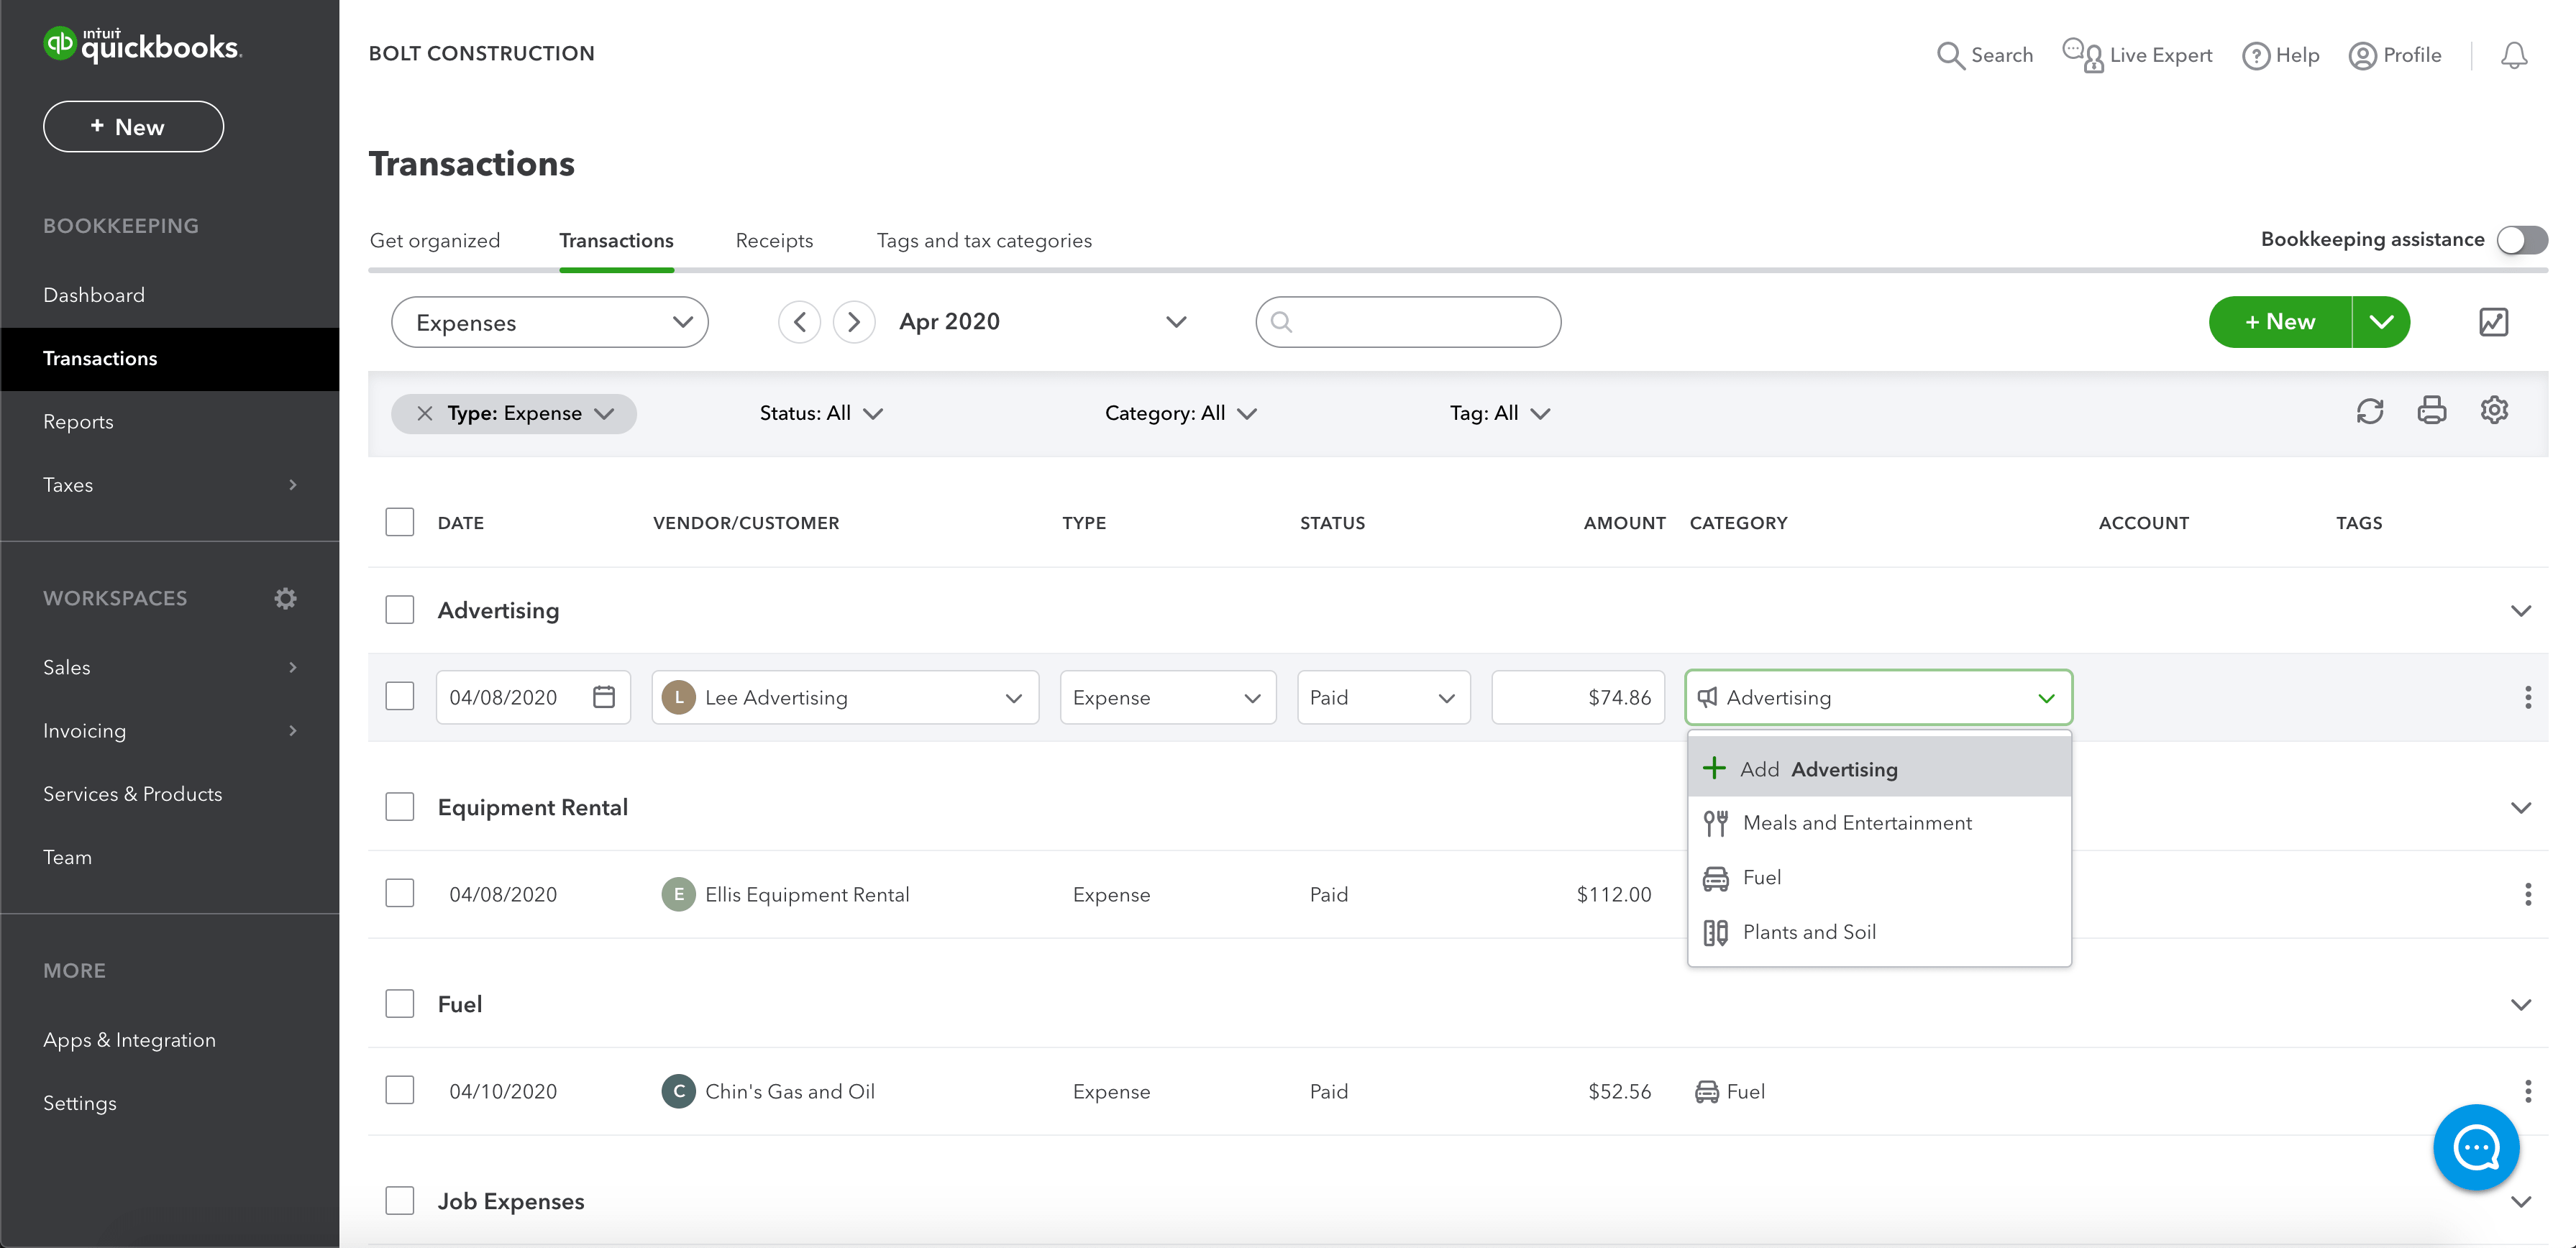 intuit
quickbooks.
+ New
BOOKKEEPING
Dashboard
Transactions
Reports
Taxes
WORKSPACES
Sales
Invoicing
Services & Products
Team
MORE
Apps & Integration
Settings
BOLT CONSTRUCTION
Search
Live Expert
Help
Profile
Transactions
Get organized
Transactions
Receipts
Tags and tax categories
Bookkeeping assistance
Expenses
Apr 2020
+ New
Type: Expense
Status: All
Category: All
Tag: All
DATE VENDOR/CUSTOMER TYPE STATUS AMOUNT CATEGORY ACCOUNT TAGS
Advertising
04/08/2020 L Lee Advertising Expense Paid $74.86 Advertising
+ Add Advertising
Meals and Entertainment
Fuel
Plants and Soil
Equipment Rental
04/08/2020 E Ellis Equipment Rental Expense Paid $112.00
Fuel
04/10/2020 C Chin's Gas and Oil Expense Paid $52.56 Fuel
Job Expenses